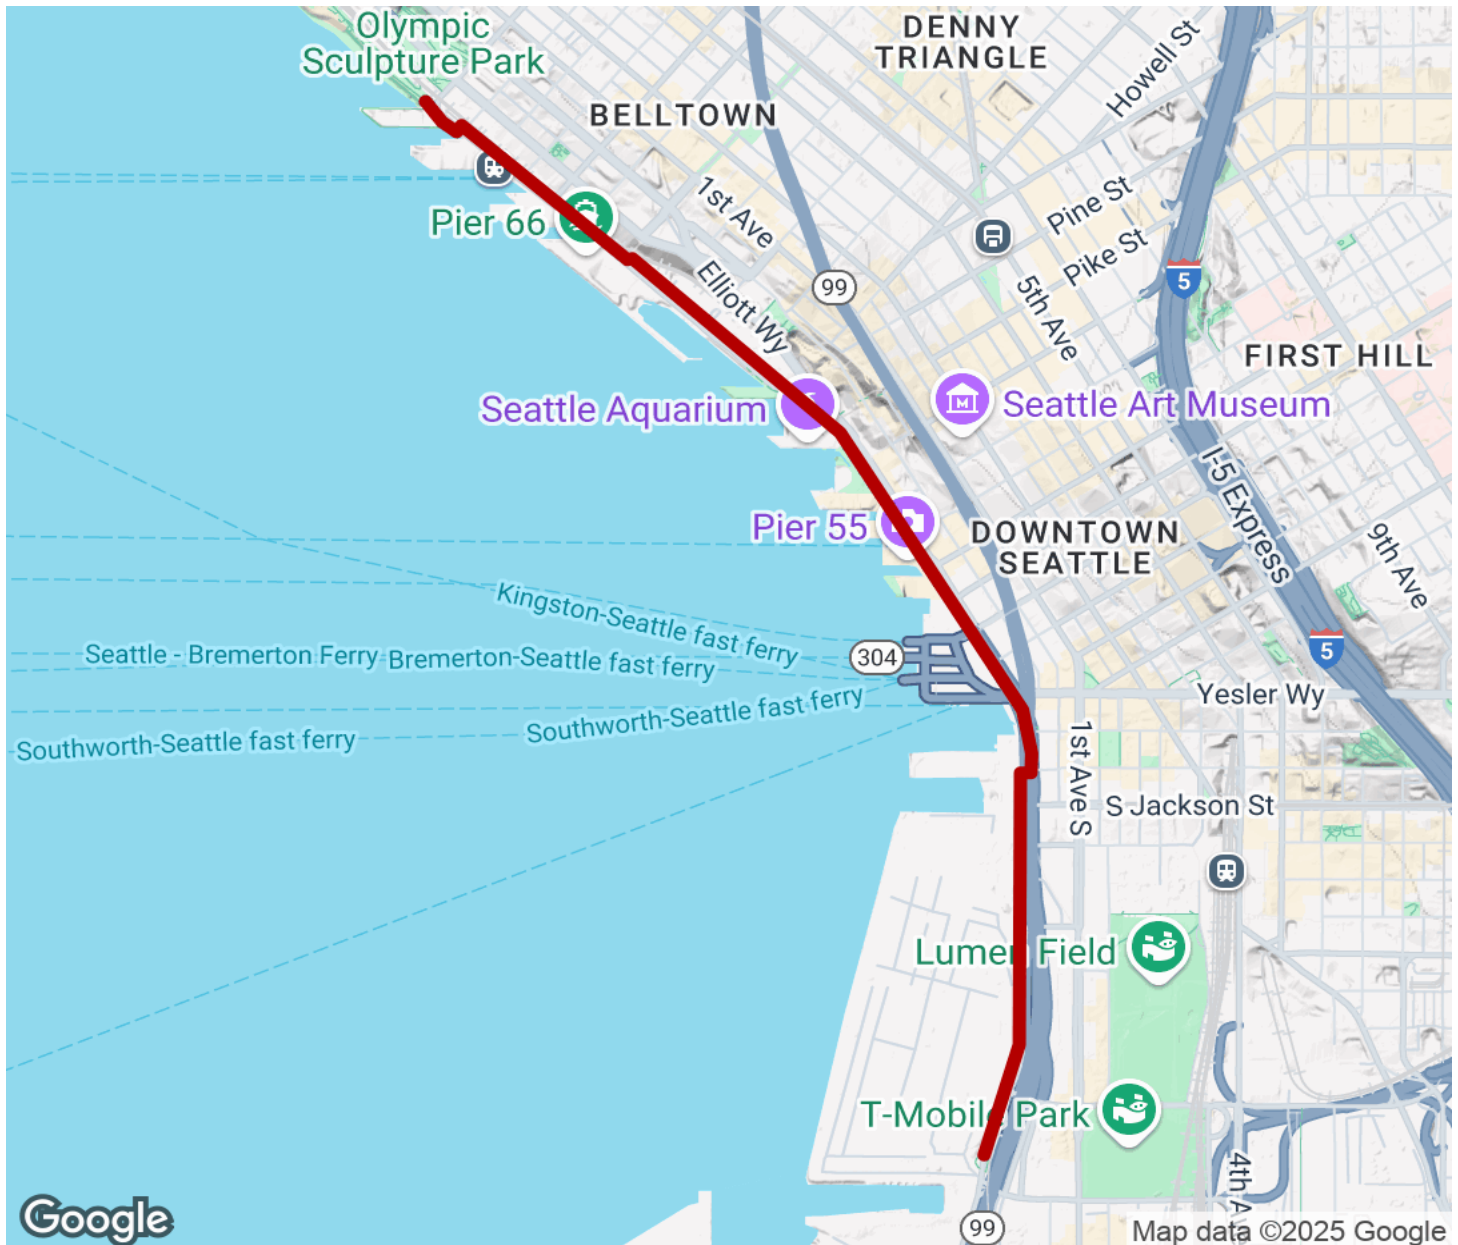 Olympic
Sculpture Park
DENNY
TRIANGLE
Howell St
BELLTOWN
Pine St
1st Ave
Pier 66
Pike St
Elliott Wy
99
5
5th Ave
FIRST HILL
Seattle Aquarium
Seattle Art Museum
I-5 Express
Pier 55
DOWNTOWN
SEATTLE
9th Ave
Kingston-Seattle fast ferry
Seattle - Bremerton Ferry
Bremerton-Seattle fast ferry
304
5
Yesler Wy
Southworth-Seattle fast ferry
Southworth-Seattle fast ferry
1st Ave S
S Jackson St
Lumen Field
T-Mobile Park
4th Av
99
Google
Map data ©2025 Google